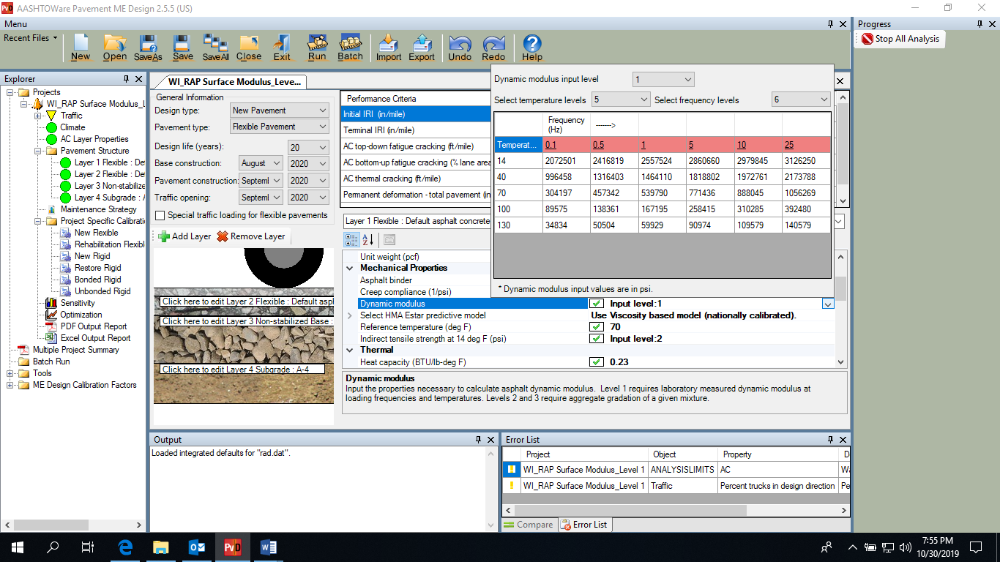 AASHTOWare Pavement ME Design 2.5.5 (US)
Menu
Recent Files
New Open SaveAs Save SaveAll Close Exit Run Batch Import Export Undo Redo Help
Progress
Stop All Analysis
Explorer
Projects
WI_RAP Surface Modulus_L
Traffic
Climate
AC Layer Properties
Pavement Structure
Layer 1 Flexible : De
Layer 2 Flexible : De
Layer 3 Non-stabilize
Layer 4 Subgrade : A
Maintenance Strategy
Project Specific Calibra
New Flexible
Rehabilitation Flexibl
New Rigid
Restore Rigid
Bonded Rigid
Unbonded Rigid
Sensitivity
Optimization
PDF Output Report
Excel Output Report
Multiple Project Summary
Batch Run
Tools
ME Design Calibration Factors
WI_RAP Surface Modulus_Leve...
General Information
Design type: New Pavement
Pavement type: Flexible Pavement
Design life (years): 20
Base construction: August 2020
Pavement construction: Septeml 2020
Traffic opening: Septeml 2020
Special traffic loading for flexible pavements
Add Layer Remove Layer
Click here to edit Layer 2 Flexible : Default asp
Click here to edit Layer 3 Non-stabilized Base :
Click here to edit Layer 4 Subgrade : A-4
Performance Criteria
Initial IRI (in/mile)
Terminal IRI (in/mile)
AC top-down fatigue cracking (ft/mile)
AC bottom-up fatigue cracking (% lane area
AC thermal cracking (ft/mile)
Permanent deformation - total pavement (in
Layer 1 Flexible : Default asphalt concrete
Dynamic modulus input level 1
Select temperature levels 5 Select frequency levels 6
Frequency (Hz) ------->
Temperat... 0.1 0.5 1 5 10 25
14 2072501 2416819 2557524 2860660 2979845 3126250
40 996458 1316403 1464110 1818802 1972761 2173788
70 304197 457342 539790 771436 888045 1056269
100 89575 138361 167195 258415 310285 392480
130 34834 50504 59929 90974 109579 140579
* Dynamic modulus input values are in psi.
Unit weight (pcf)
Mechanical Properties
Asphalt binder
Creep compliance (1/psi)
Dynamic modulus Input level:1
Select HMA Estar predictive model Use Viscosity based model (nationally calibrated).
Reference temperature (deg F) 70
Indirect tensile strength at 14 deg F (psi) Input level:2
Thermal
Heat capacity (BTU/lb-deg F) 0.23
Dynamic modulus
Input the properties necessary to calculate asphalt dynamic modulus. Level 1 requires laboratory measured dynamic modulus at
loading frequencies and temperatures. Levels 2 and 3 require aggregate gradation of a given mixture.
Output
Loaded integrated defaults for "rad.dat".
Error List
Project Object Property D
WI_RAP Surface Modulus_Level 1 ANALYSISLIMITS AC Wa
WI_RAP Surface Modulus_Level 1 Traffic Percent trucks in design direction Pe
Compare Error List
7:55 PM
10/30/2019